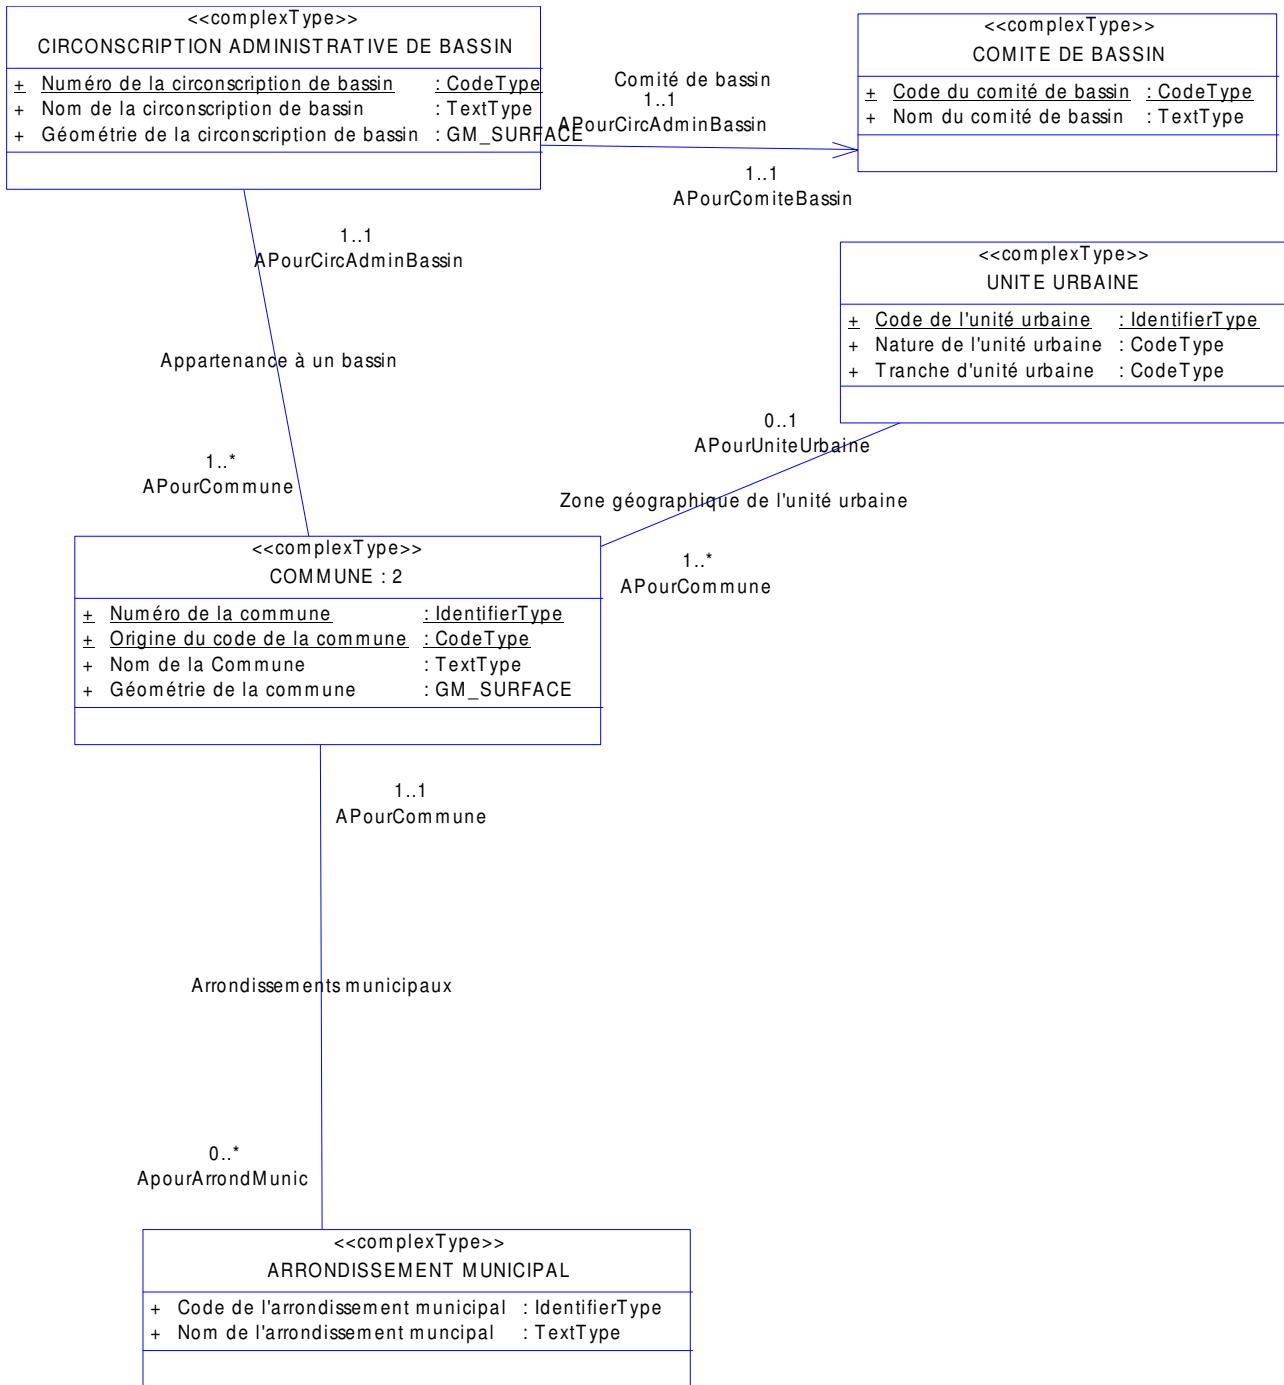 <<complexType>>
CIRCONSCRIPTION ADMINISTRATIVE DE BASSIN
+ Numéro de la circonscription de bassin : CodeType
+ Nom de la circonscription de bassin : TextType
+ Géométrie de la circonscription de bassin : GM_SURFACE
Comité de bassin
1..1
APourCircAdminBassin
1..1
APourComiteBassin
<<complexType>>
COMITE DE BASSIN
+ Code du comité de bassin : CodeType
+ Nom du comité de bassin : TextType
1..1
APourCircAdminBassin
Appartenance à un bassin
1..*
APourCommune
<<complexType>>
UNITE URBAINE
+ Code de l'unité urbaine : IdentifierType
+ Nature de l'unité urbaine : CodeType
+ Tranche d'unité urbaine : CodeType
0..1
APourUniteUrbaine
Zone géographique de l'unité urbaine
1..*
APourCommune
<<complexType>>
COMMUNE : 2
+ Numéro de la commune : IdentifierType
+ Origine du code de la commune : CodeType
+ Nom de la Commune : TextType
+ Géométrie de la commune : GM_SURFACE
1..1
APourCommune
Arrondissements municipaux
0..*
ApourArrondMunic
<<complexType>>
ARRONDISSEMENT MUNICIPAL
+ Code de l'arrondissement municipal : IdentifierType
+ Nom de l'arrondissement muncipal : TextType